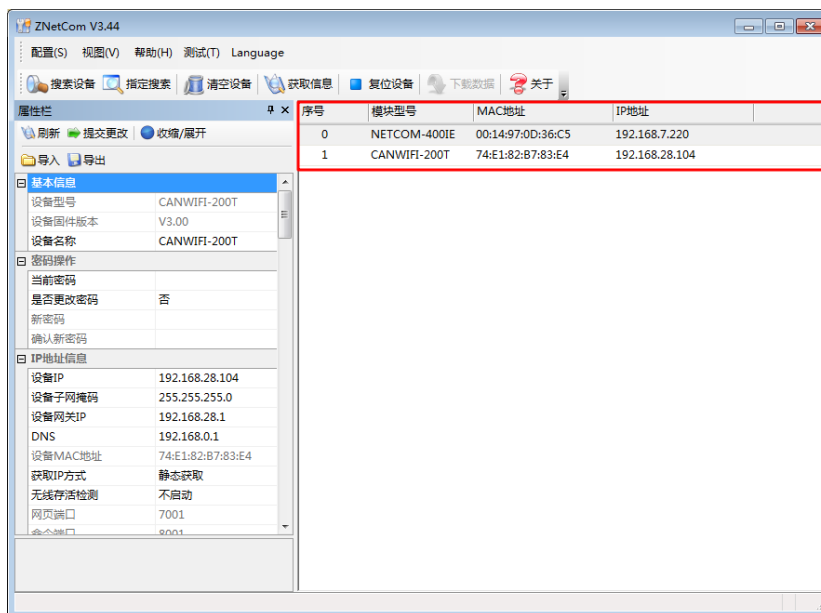 ZNetCom V3.44
配置(S) 视图(V) 帮助(H) 测试(T) Language
搜索设备 指定搜索 清空设备 获取信息 复位设备 下载数据 关于
属性栏
刷新 提交更改 收缩/展开
导入 导出
基本信息
设备型号 CANWIFI-200T
设备固件版本 V3.00
设备名称 CANWIFI-200T
密码操作
当前密码
是否更改密码 否
新密码
确认新密码
IP地址信息
设备IP 192.168.28.104
设备子网掩码 255.255.255.0
设备网关IP 192.168.28.1
DNS 192.168.0.1
设备MAC地址 74:E1:82:B7:83:E4
获取IP方式 静态获取
无线存活检测 不启动
网页端口 7001
命令端口 8001
序号 模块型号 MAC地址 IP地址
0 NETCOM-400IE 00:14:97:0D:36:C5 192.168.7.220
1 CANWIFI-200T 74:E1:82:B7:83:E4 192.168.28.104